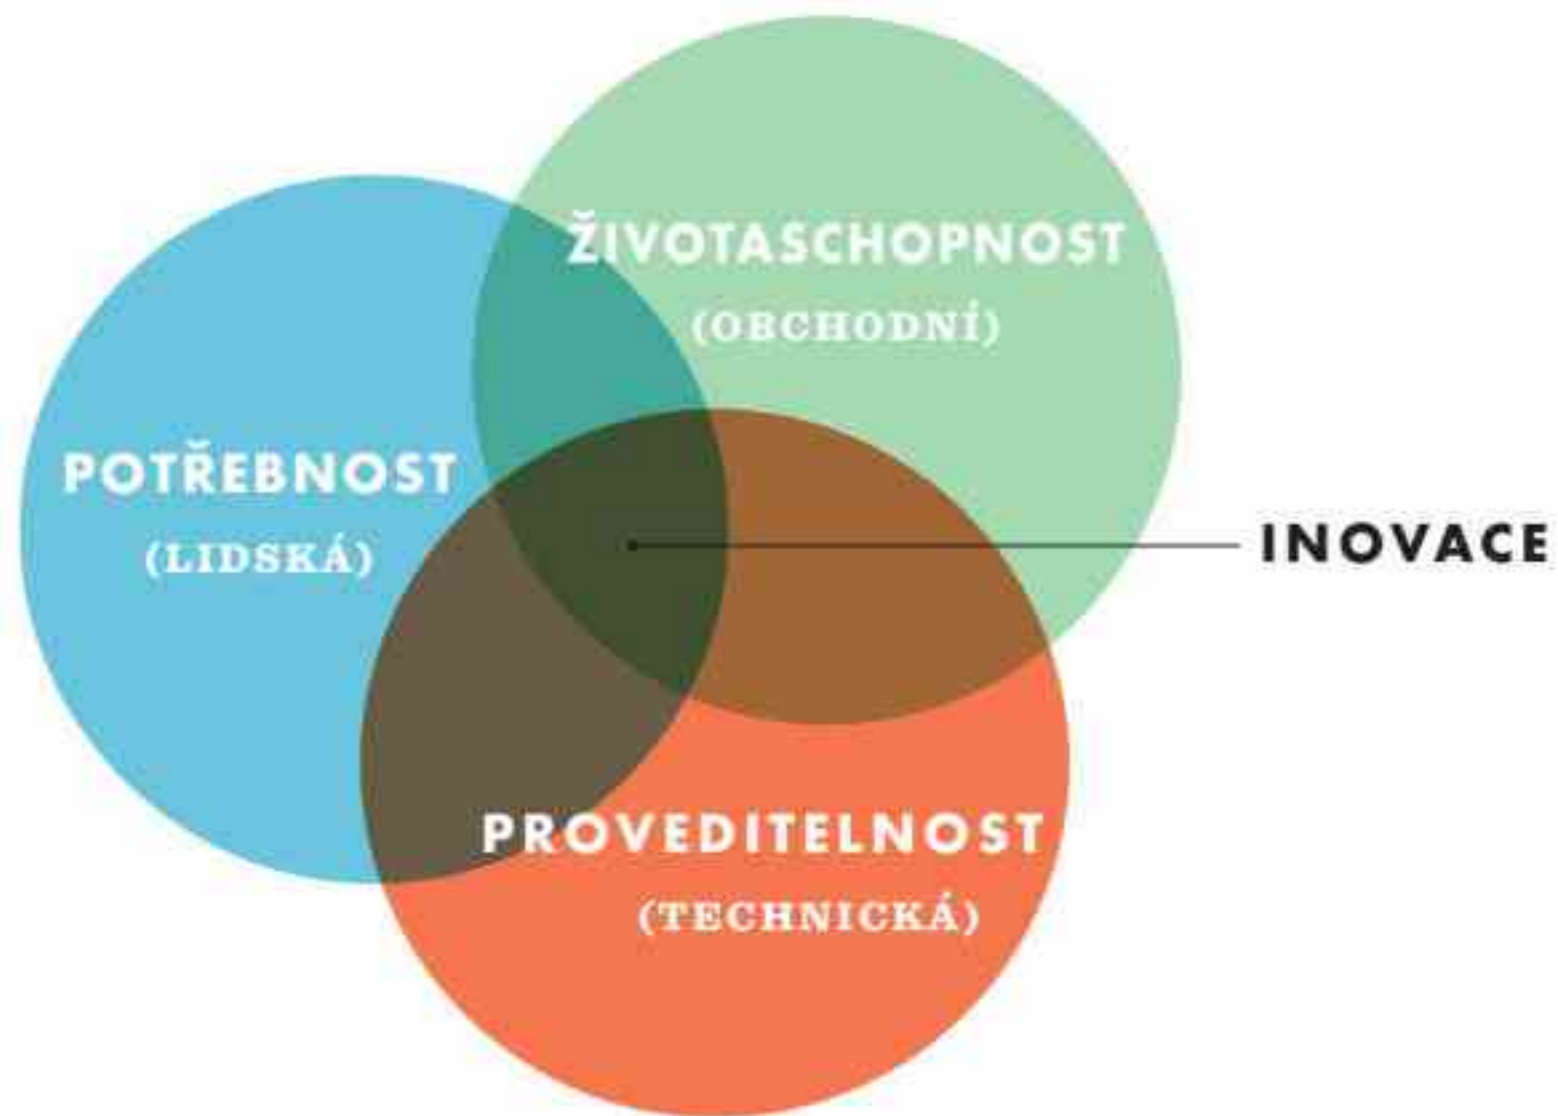 ŽIVOTASCHOPNOST
(OBCHODNÍ)
POTŘEBNOST
(LIDSKÁ)
INOVACE
PROVEDITELNOST
(TECHNICKÁ)